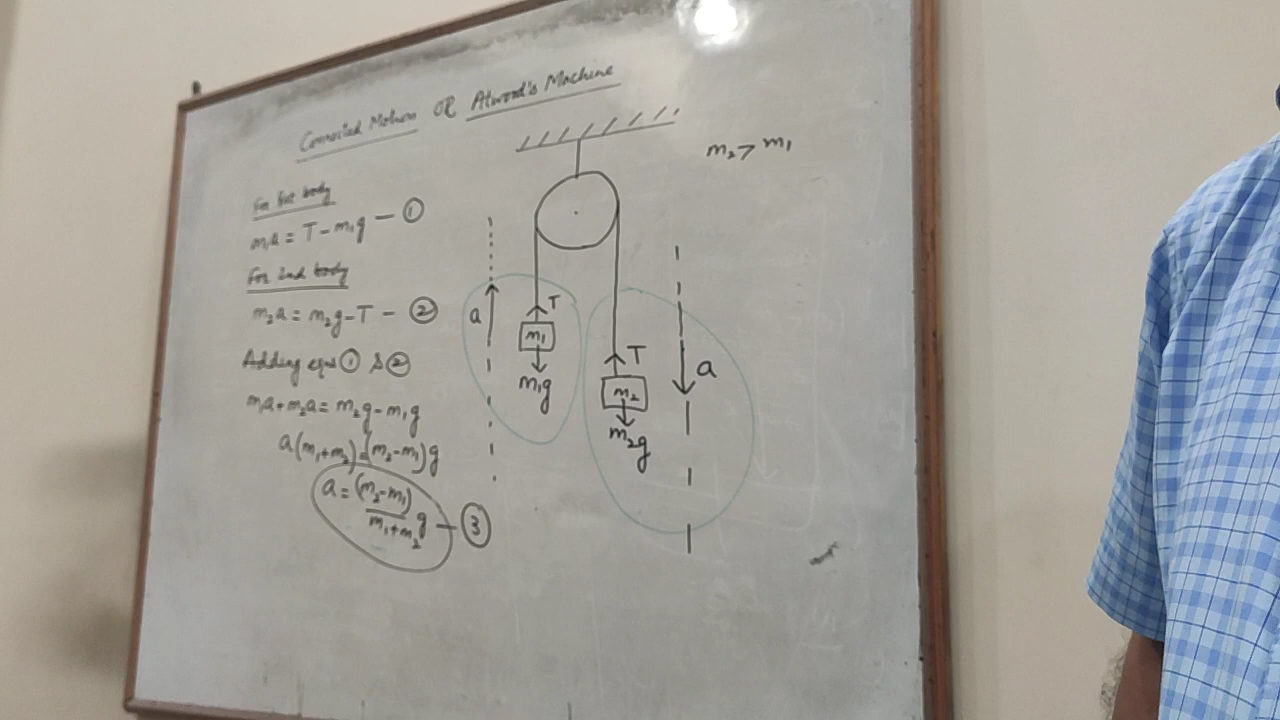 Connected Motion OR Atwood's Machine
m₂ > m₁
For first body
m₁a = T - m₁g — ①
For 2nd body
m₂a = m₂g - T — ②
Adding eqns ① & ②
m₁a + m₂a = m₂g - m₁g
a(m₁+m₂) = (m₂-m₁)g
a = (m₂-m₁)/m₁+m₂ g — ③
a
T
m₁
m₁g
T
m₂
m₂g
a